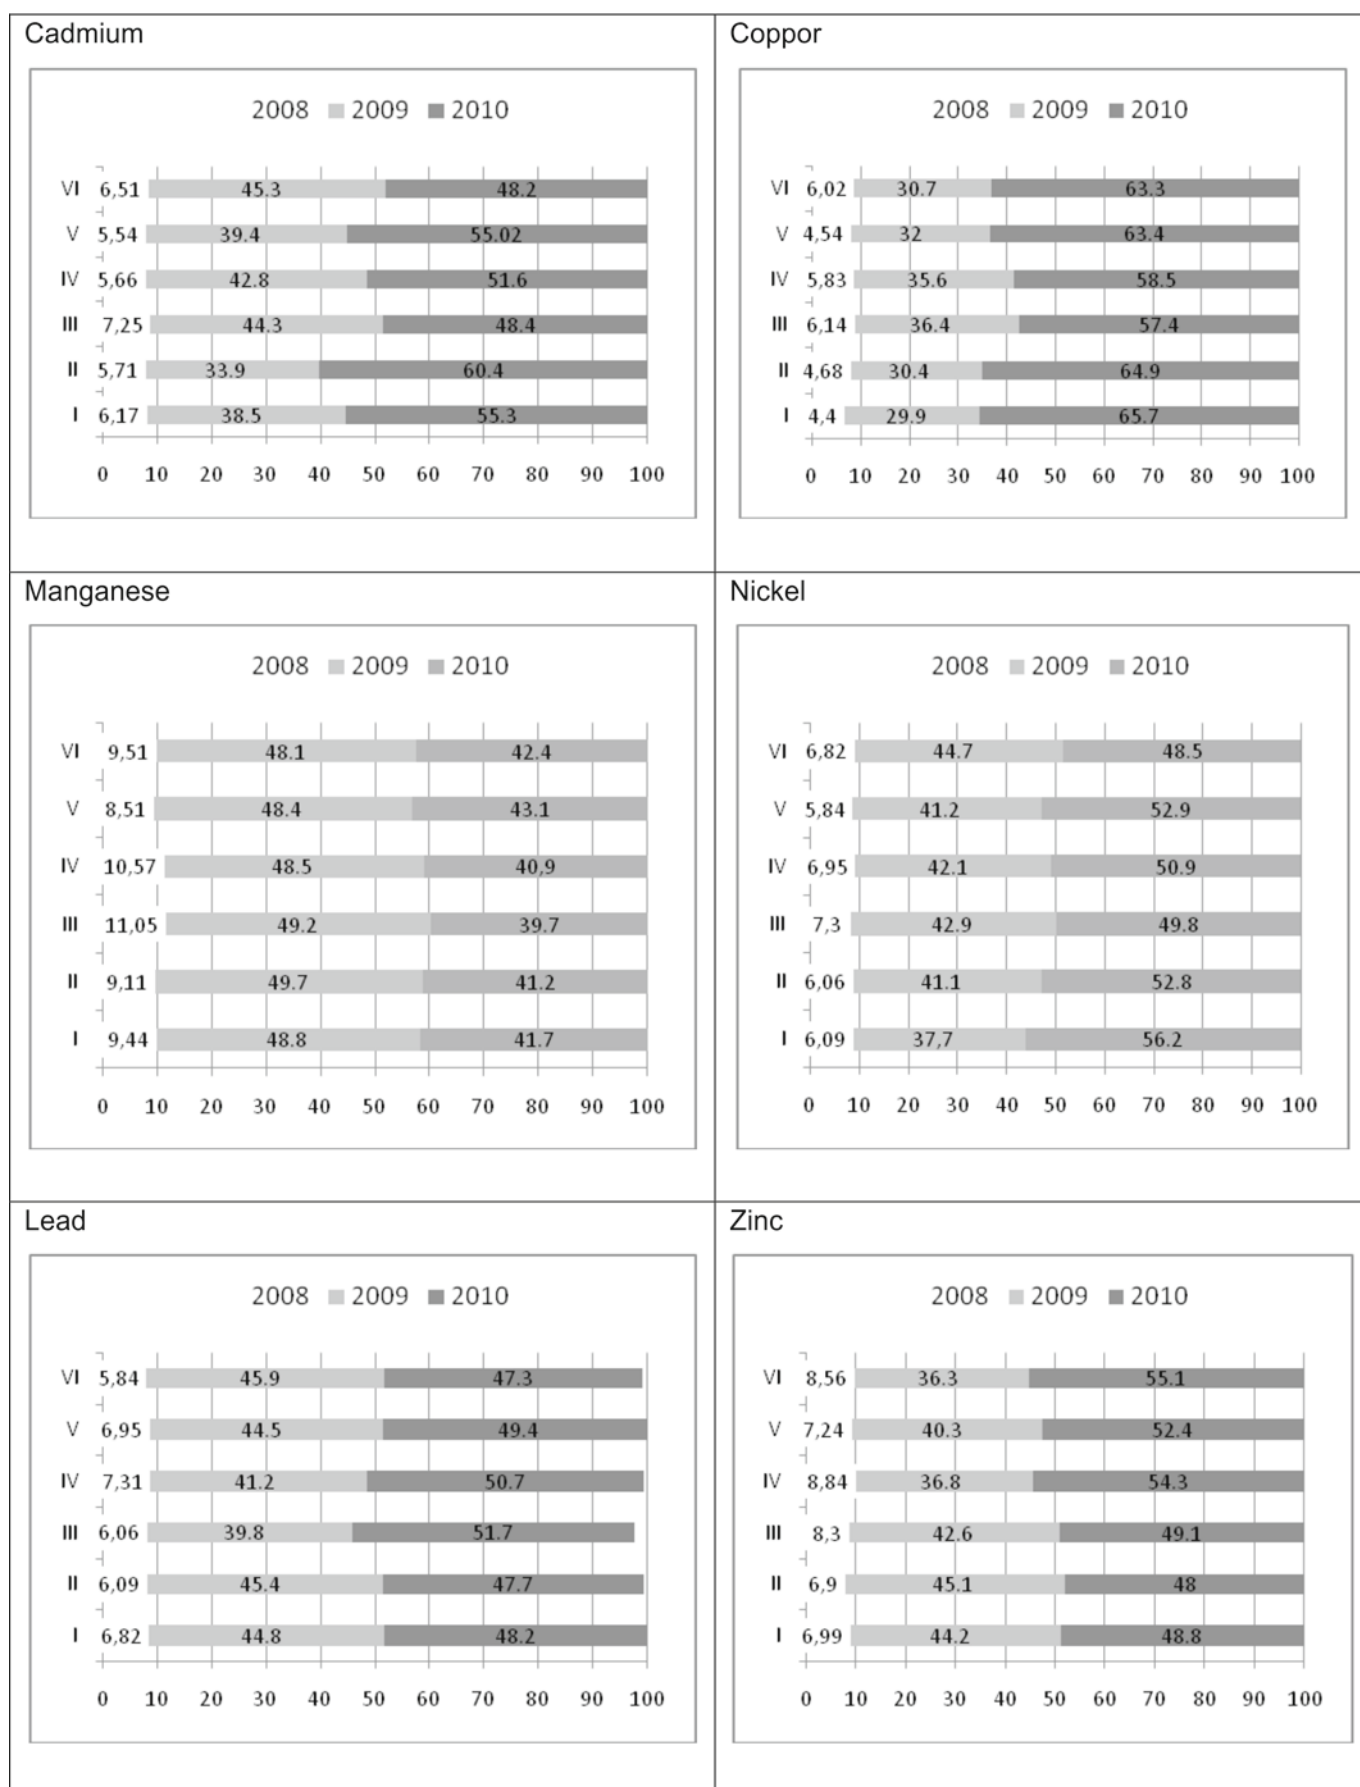 Cadmium
2008 2009 2010
VI 6,51 45.3 48.2
V 5,54 39.4 55.02
IV 5,66 42.8 51.6
III 7,25 44.3 48.4
II 5,71 33.9 60.4
I 6,17 38.5 55.3
0 10 20 30 40 50 60 70 80 90 100
Coppor
2008 2009 2010
VI 6,02 30.7 63.3
V 4,54 32 63.4
IV 5,83 35.6 58.5
III 6,14 36.4 57.4
II 4,68 30.4 64.9
I 4,4 29.9 65.7
0 10 20 30 40 50 60 70 80 90 100
Manganese
2008 2009 2010
VI 9,51 48.1 42.4
V 8,51 48.4 43.1
IV 10,57 48.5 40,9
III 11,05 49.2 39.7
II 9,11 49.7 41.2
I 9,44 48.8 41.7
0 10 20 30 40 50 60 70 80 90 100
Nickel
2008 2009 2010
VI 6,82 44.7 48.5
V 5,84 41.2 52.9
IV 6,95 42.1 50.9
III 7,3 42.9 49.8
II 6,06 41.1 52.8
I 6,09 37,7 56.2
0 10 20 30 40 50 60 70 80 90 100
Lead
2008 2009 2010
VI 5,84 45.9 47.3
V 6,95 44.5 49.4
IV 7,31 41.2 50.7
III 6,06 39.8 51.7
II 6,09 45.4 47.7
I 6,82 44.8 48.2
0 10 20 30 40 50 60 70 80 90 100
Zinc
2008 2009 2010
VI 8,56 36.3 55.1
V 7,24 40.3 52.4
IV 8,84 36.8 54.3
III 8,3 42.6 49.1
II 6,9 45.1 48
I 6,99 44.2 48.8
0 10 20 30 40 50 60 70 80 90 100